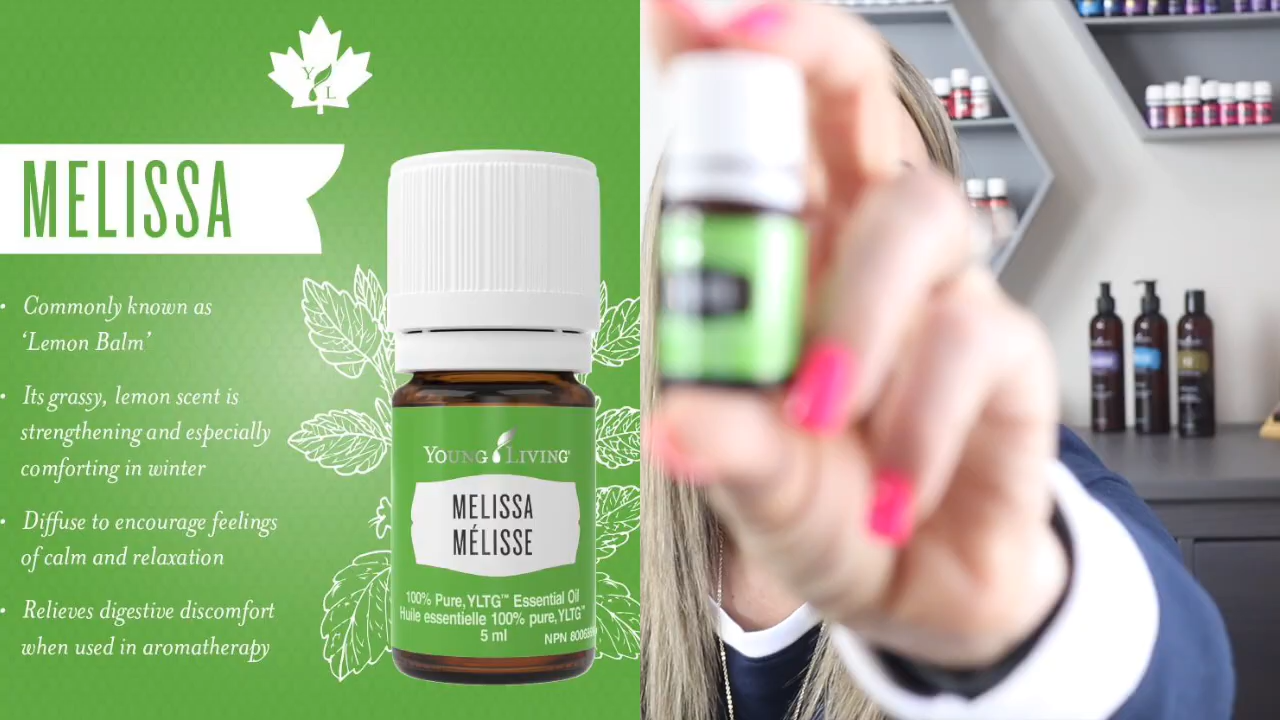 Y L
MELISSA
• Commonly known as
‘Lemon Balm’
• Its grassy, lemon scent is
strengthening and especially
comforting in winter
• Diffuse to encourage feelings
of calm and relaxation
• Relieves digestive discomfort
when used in aromatherapy
YOUNG LIVING
MELISSA
MÉLISSE
100% Pure, YLTG™ Essential Oil
Huile essentielle 100% pure, YLTG™
5 ml
NPN